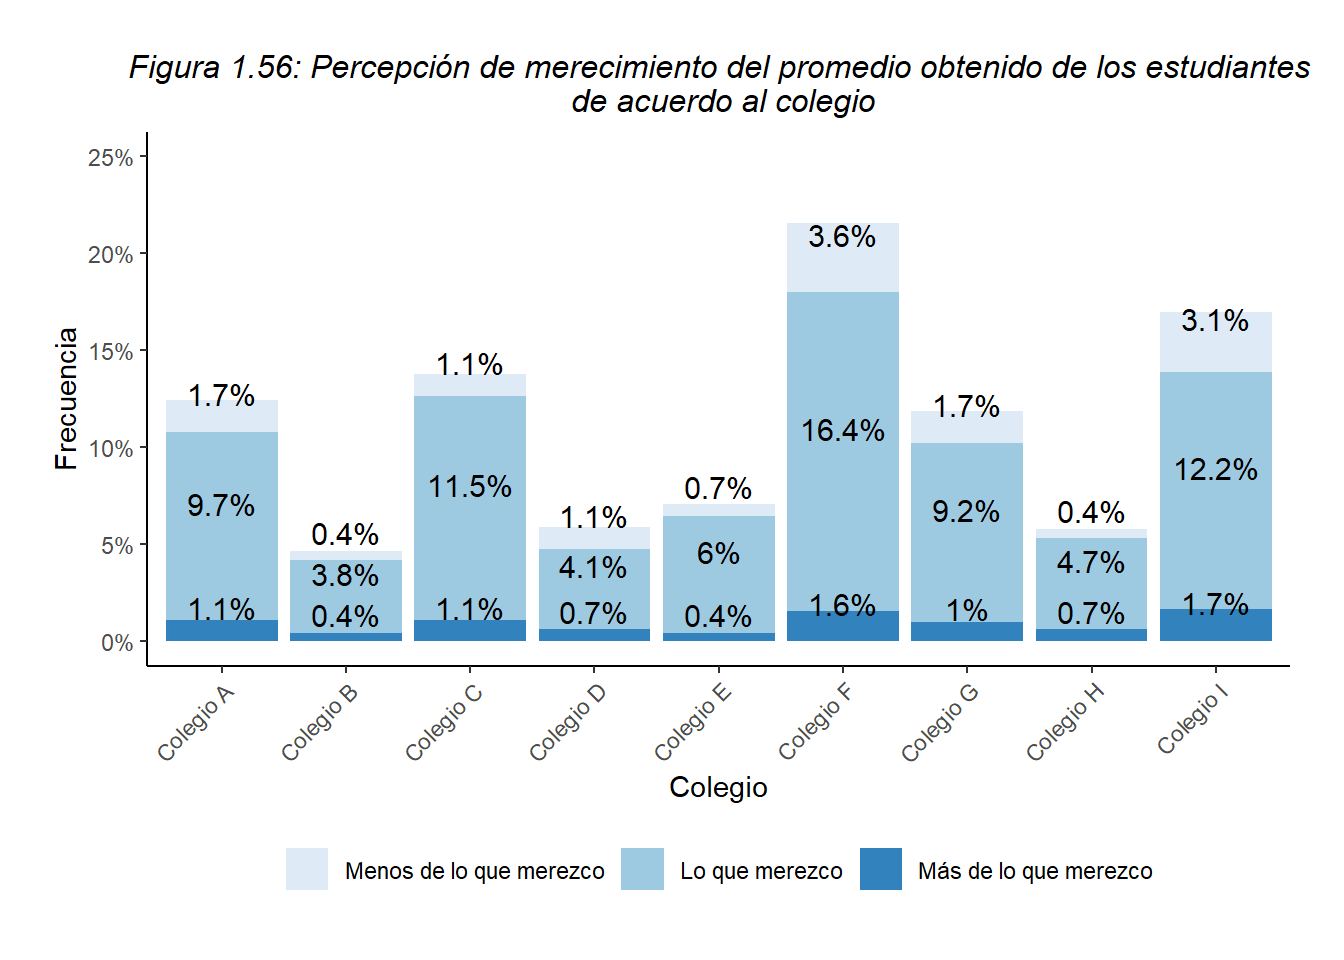 Figura 1.56: Percepción de merecimiento del promedio obtenido de los estudiantes
de acuerdo al colegio
Frecuencia
25%
20%
15%
10%
5%
0%
1.7%
9.7%
1.1%
0.4%
3.8%
0.4%
1.1%
11.5%
1.1%
1.1%
4.1%
0.7%
0.7%
6%
0.4%
3.6%
16.4%
1.6%
1.7%
9.2%
1%
0.4%
4.7%
0.7%
3.1%
12.2%
1.7%
Colegio A
Colegio B
Colegio C
Colegio D
Colegio E
Colegio F
Colegio G
Colegio H
Colegio I
Colegio
Menos de lo que merezco
Lo que merezco
Más de lo que merezco